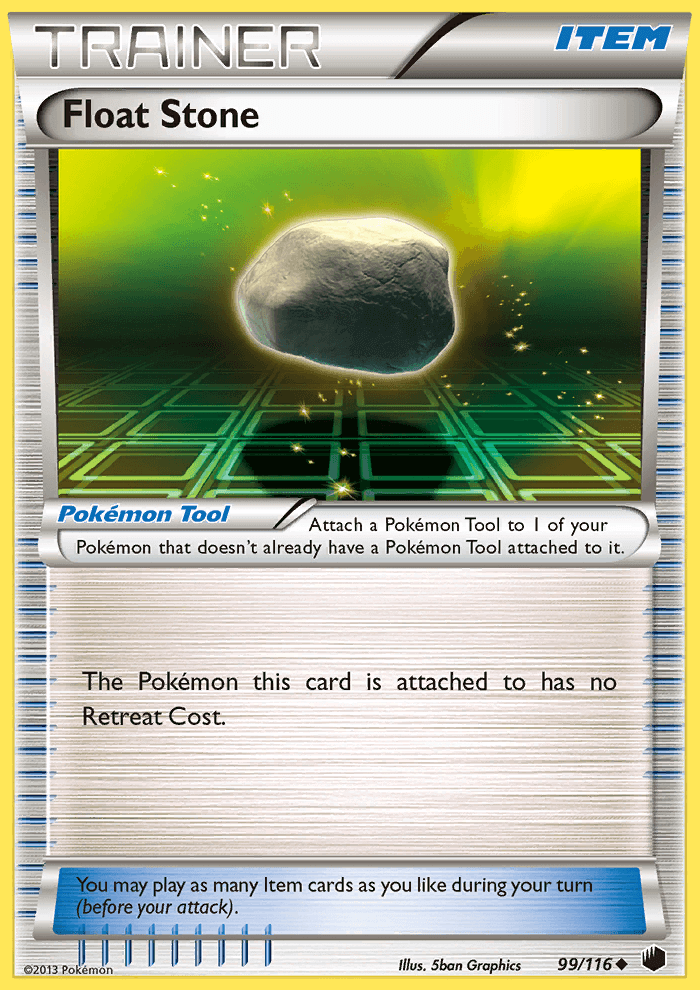 TRAINER
ITEM
Float Stone
Pokémon Tool
Attach a Pokémon Tool to 1 of your
Pokémon that doesn't already have a Pokémon Tool attached to it.
The Pokémon this card is attached to has no
Retreat Cost.
You may play as many Item cards as you like during your turn
(before your attack).
©2013 Pokémon
Illus. 5ban Graphics
99/116